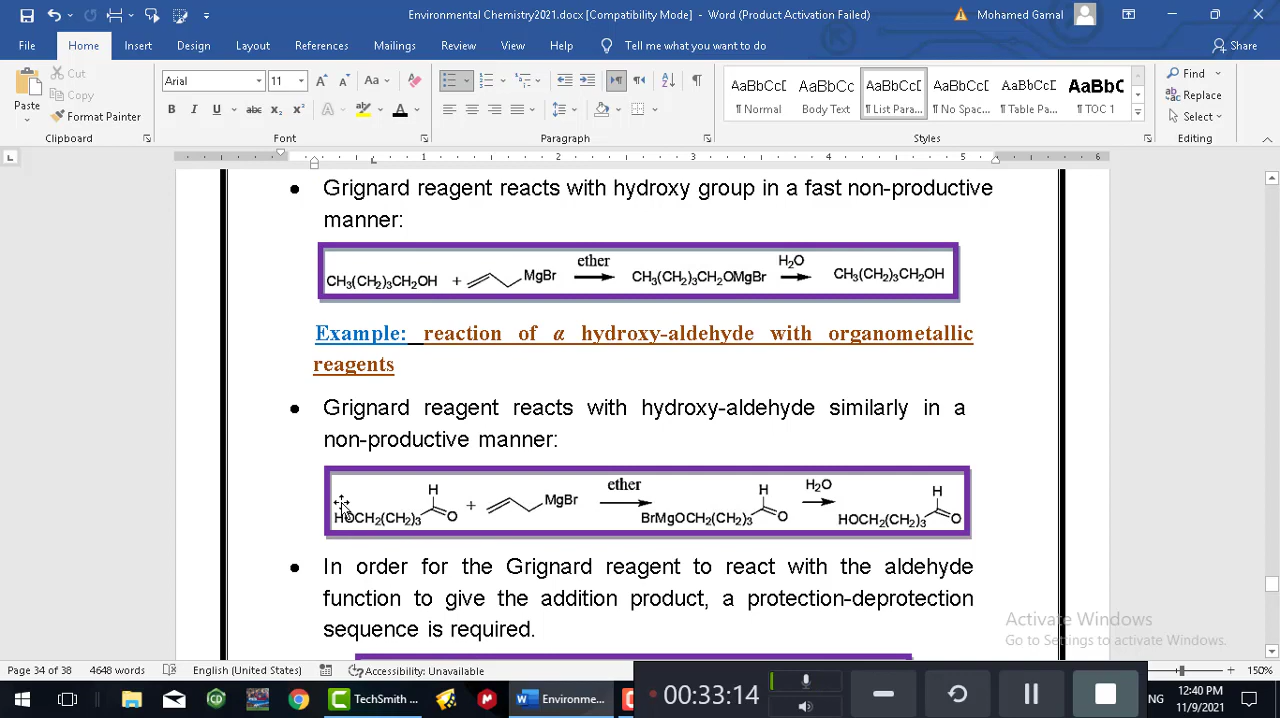 Environmental Chemistry2021.docx [Compatibility Mode] - Word (Product Activation Failed)
Mohamed Gamal
File Home Insert Design Layout References Mailings Review View Help Tell me what you want to do Share
Paste
Cut
Copy
Format Painter
Clipboard
Arial 11
Font
Paragraph
AaBbCcI AaBbCcI AaBbCcI AaBbCcI AaBbCcI AaBbC
¶ Normal Body Text ¶ List Para... ¶ No Spac... ¶ Table Pa... ¶ TOC 1
Styles
Find
Replace
Select
Editing
1 2 3 4 5 6
• Grignard reagent reacts with hydroxy group in a fast non-productive
manner:
CH3(CH2)3CH2OH + MgBr ether CH3(CH2)3CH2OMgBr H2O CH3(CH2)3CH2OH
Example: reaction of a hydroxy-aldehyde with organometallic
reagents
• Grignard reagent reacts with hydroxy-aldehyde similarly in a
non-productive manner:
HOCH2(CH2)3 H O + MgBr ether BrMgOCH2(CH2)3 H O H2O HOCH2(CH2)3 H O
• In order for the Grignard reagent to react with the aldehyde
function to give the addition product, a protection-deprotection
sequence is required.
Activate Windows
Go to Settings to activate Windows.
Page 34 of 38 4648 words English (United States) Accessibility: Unavailable 150%
00:33:14
TechSmith ... Environme...
NG 12:40 PM
11/9/2021